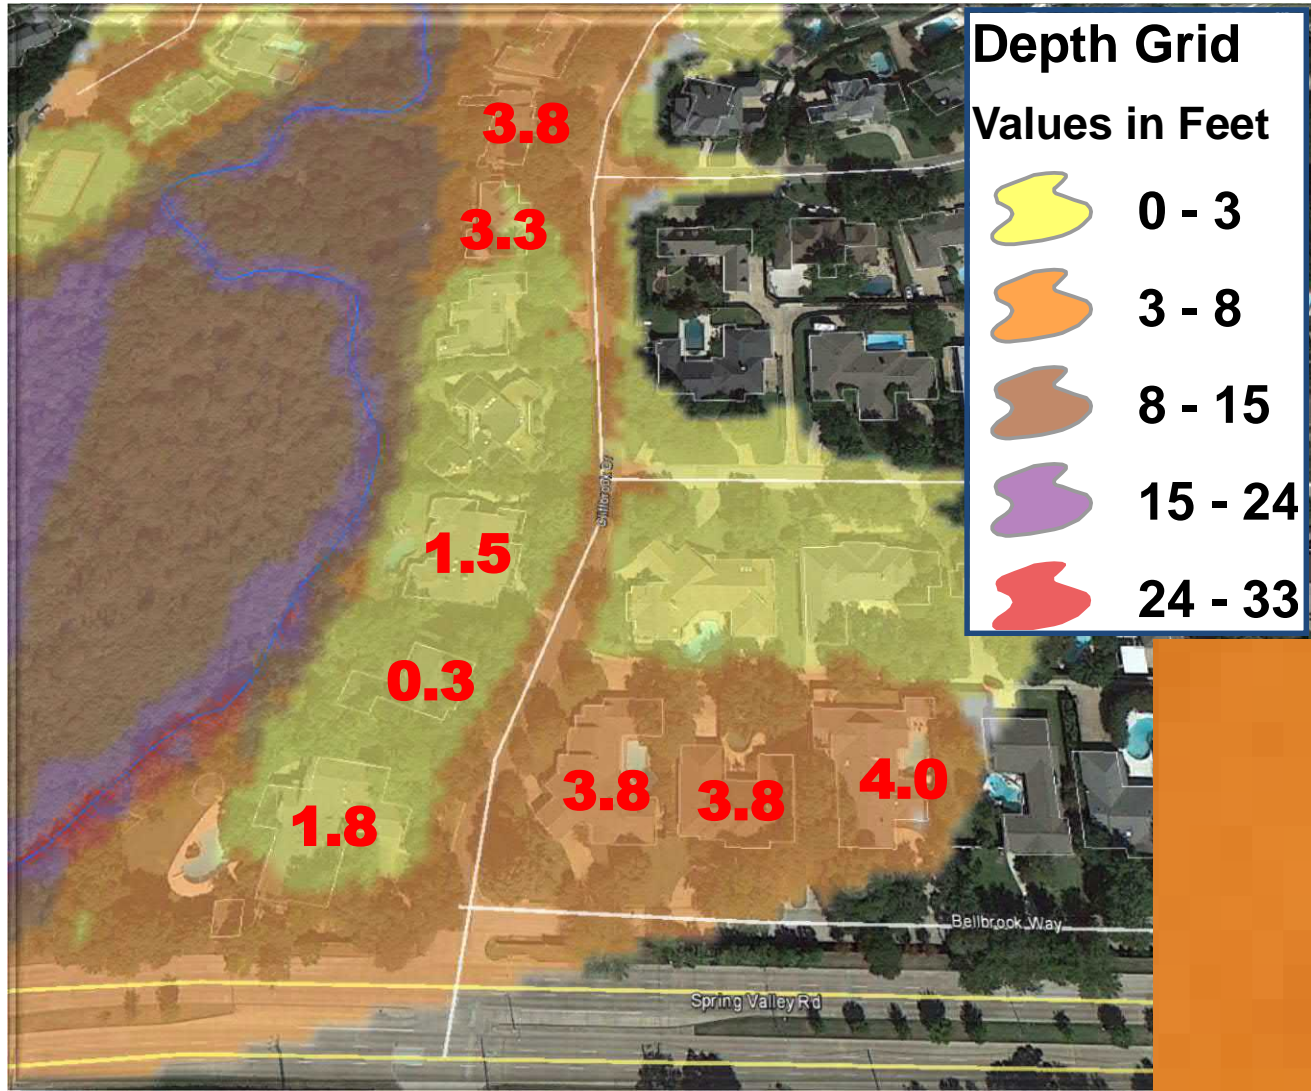 Depth Grid
Values in Feet
0 - 3
3 - 8
8 - 15
15 - 24
24 - 33
3.8
3.3
1.5
0.3
1.8
3.8
3.8
4.0
Bellbrook Way
Spring Valley Rd